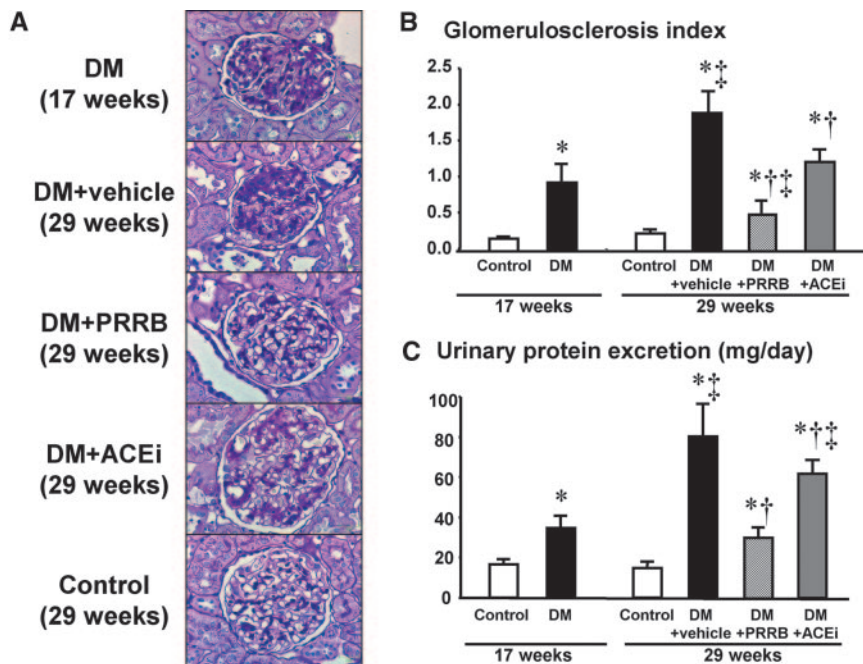 A
DM
(17 weeks)
DM+vehicle
(29 weeks)
DM+PRRB
(29 weeks)
DM+ACEi
(29 weeks)
Control
(29 weeks)
B Glomerulosclerosis index
2.5
2.0
1.5
1.0
0.5
0.0
*
*‡
*†‡
*†
Control DM Control DM DM DM
+vehicle +PRRB +ACEi
17 weeks 29 weeks
C Urinary protein excretion (mg/day)
100
80
60
40
20
0
*
*‡
*†
*†‡
Control DM Control DM DM DM
+vehicle +PRRB +ACEi
17 weeks 29 weeks